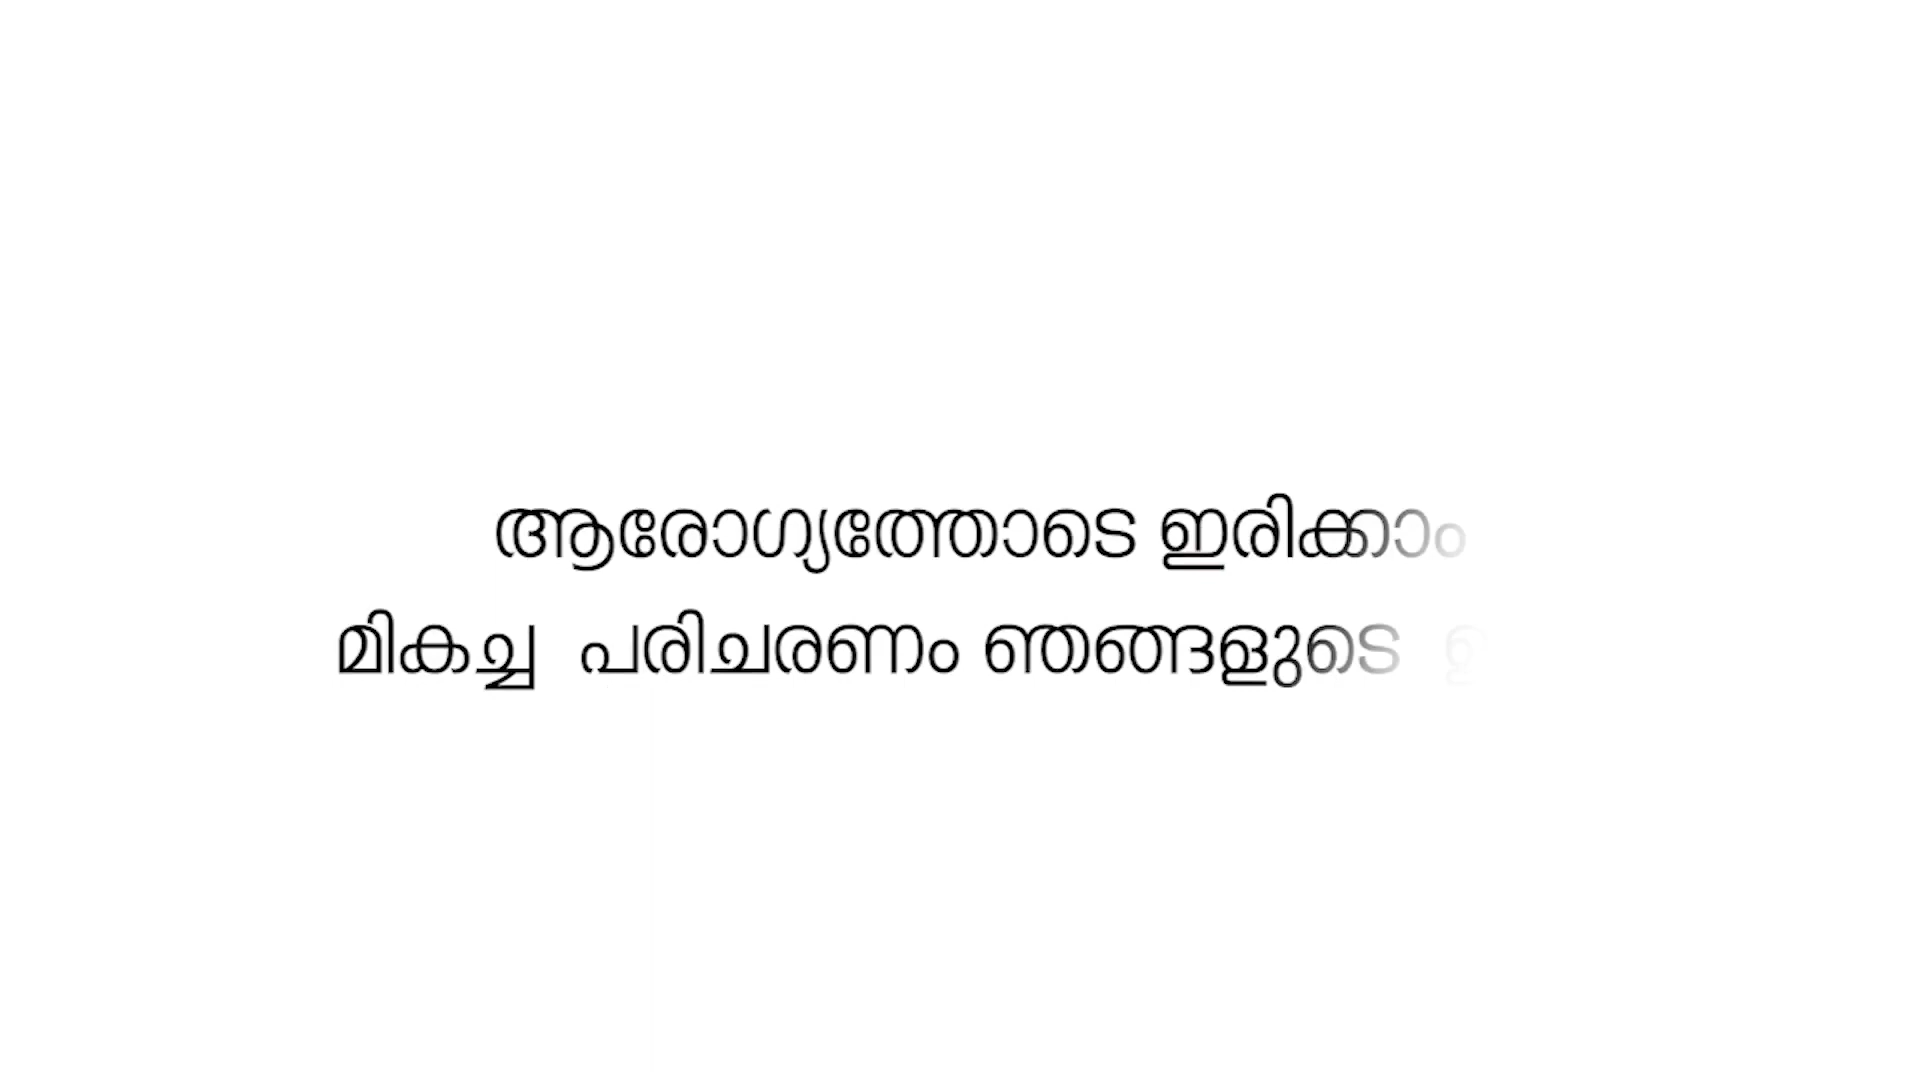 ആരോഗ്യത്തോടെ ഇരിക്കാം
മികച്ച പരിചരണം ഞങ്ങളുടെ